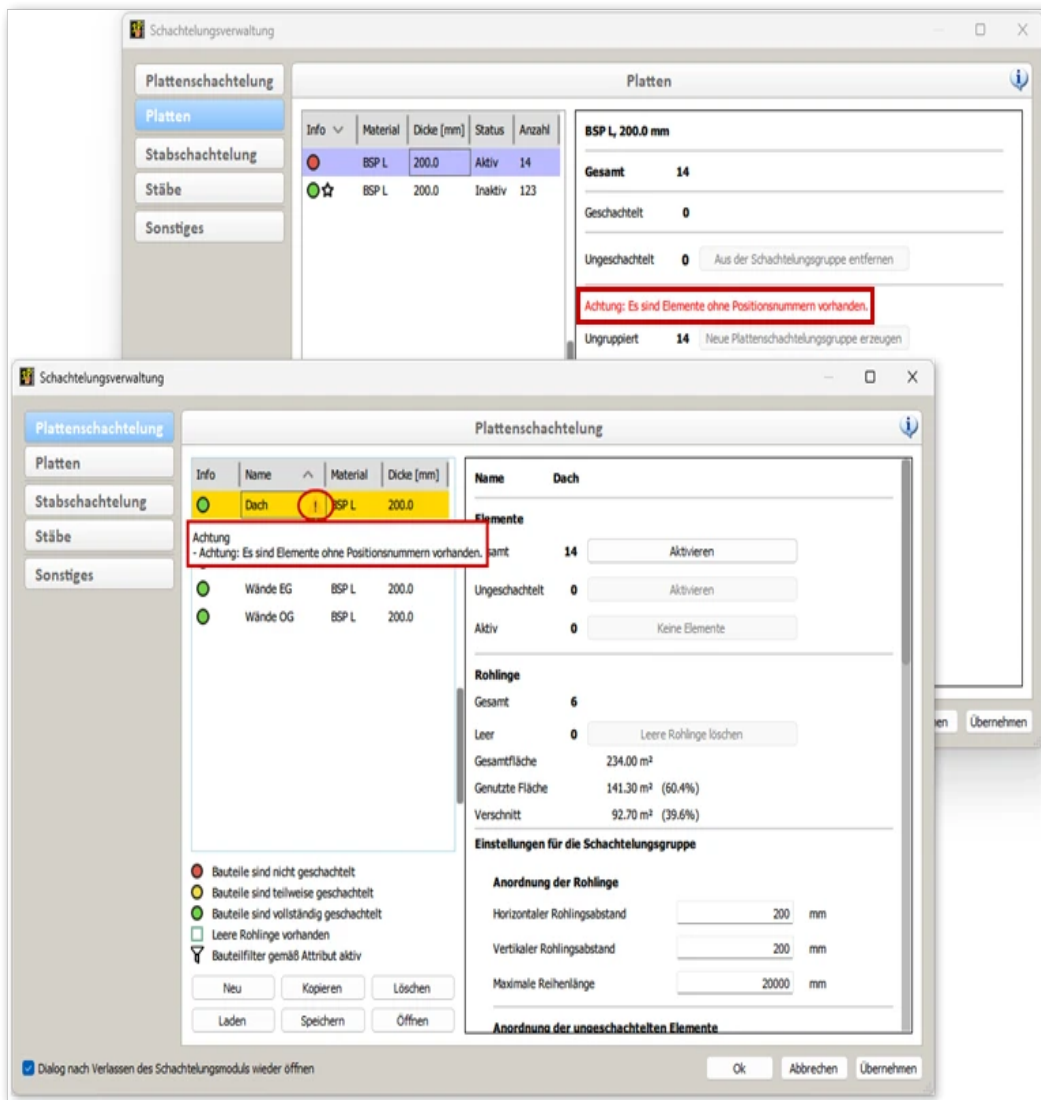 Schachtelungsverwaltung
Plattenschachtelung
Platten
Stabschachtelung
Stäbe
Sonstiges
Platten
Info Material Dicke [mm] Status Anzahl
BSP L 200.0 Aktiv 14
BSP L 200.0 Inaktiv 123
BSP L, 200.0 mm
Gesamt 14
Geschachtelt 0
Ungeschachtelt 0 Aus der Schachtelungsgruppe entfernen
Achtung: Es sind Elemente ohne Positionsnummern vorhanden.
Ungruppiert 14 Neue Plattenschachtelungsgruppe erzeugen
Übernehmen
Schachtelungsverwaltung
Plattenschachtelung
Platten
Stabschachtelung
Stäbe
Sonstiges
Plattenschachtelung
Info Name Material Dicke [mm]
Dach ! BSP L 200.0
Achtung
- Achtung: Es sind Elemente ohne Positionsnummern vorhanden.
Wände EG BSP L 200.0
Wände OG BSP L 200.0
Bauteile sind nicht geschachtelt
Bauteile sind teilweise geschachtelt
Bauteile sind vollständig geschachtelt
Leere Rohlinge vorhanden
Bauteilfilter gemäß Attribut aktiv
Neu Kopieren Löschen
Laden Speichern Öffnen
Name Dach
Elemente
14 Aktivieren
Ungeschachtelt 0 Aktivieren
Aktiv 0 Keine Elemente
Rohlinge
Gesamt 6
Leer 0 Leere Rohlinge löschen
Gesamtfläche 234.00 m²
Genutzte Fläche 141.30 m² (60.4%)
Verschnitt 92.70 m² (39.6%)
Einstellungen für die Schachtelungsgruppe
Anordnung der Rohlinge
Horizontaler Rohlingsabstand 200 mm
Vertikaler Rohlingsabstand 200 mm
Maximale Reihenlänge 20000 mm
Anordnung der ungeschachtelten Elemente
Dialog nach Verlassen des Schachtelungsmoduls wieder öffnen
Ok Abbrechen Übernehmen